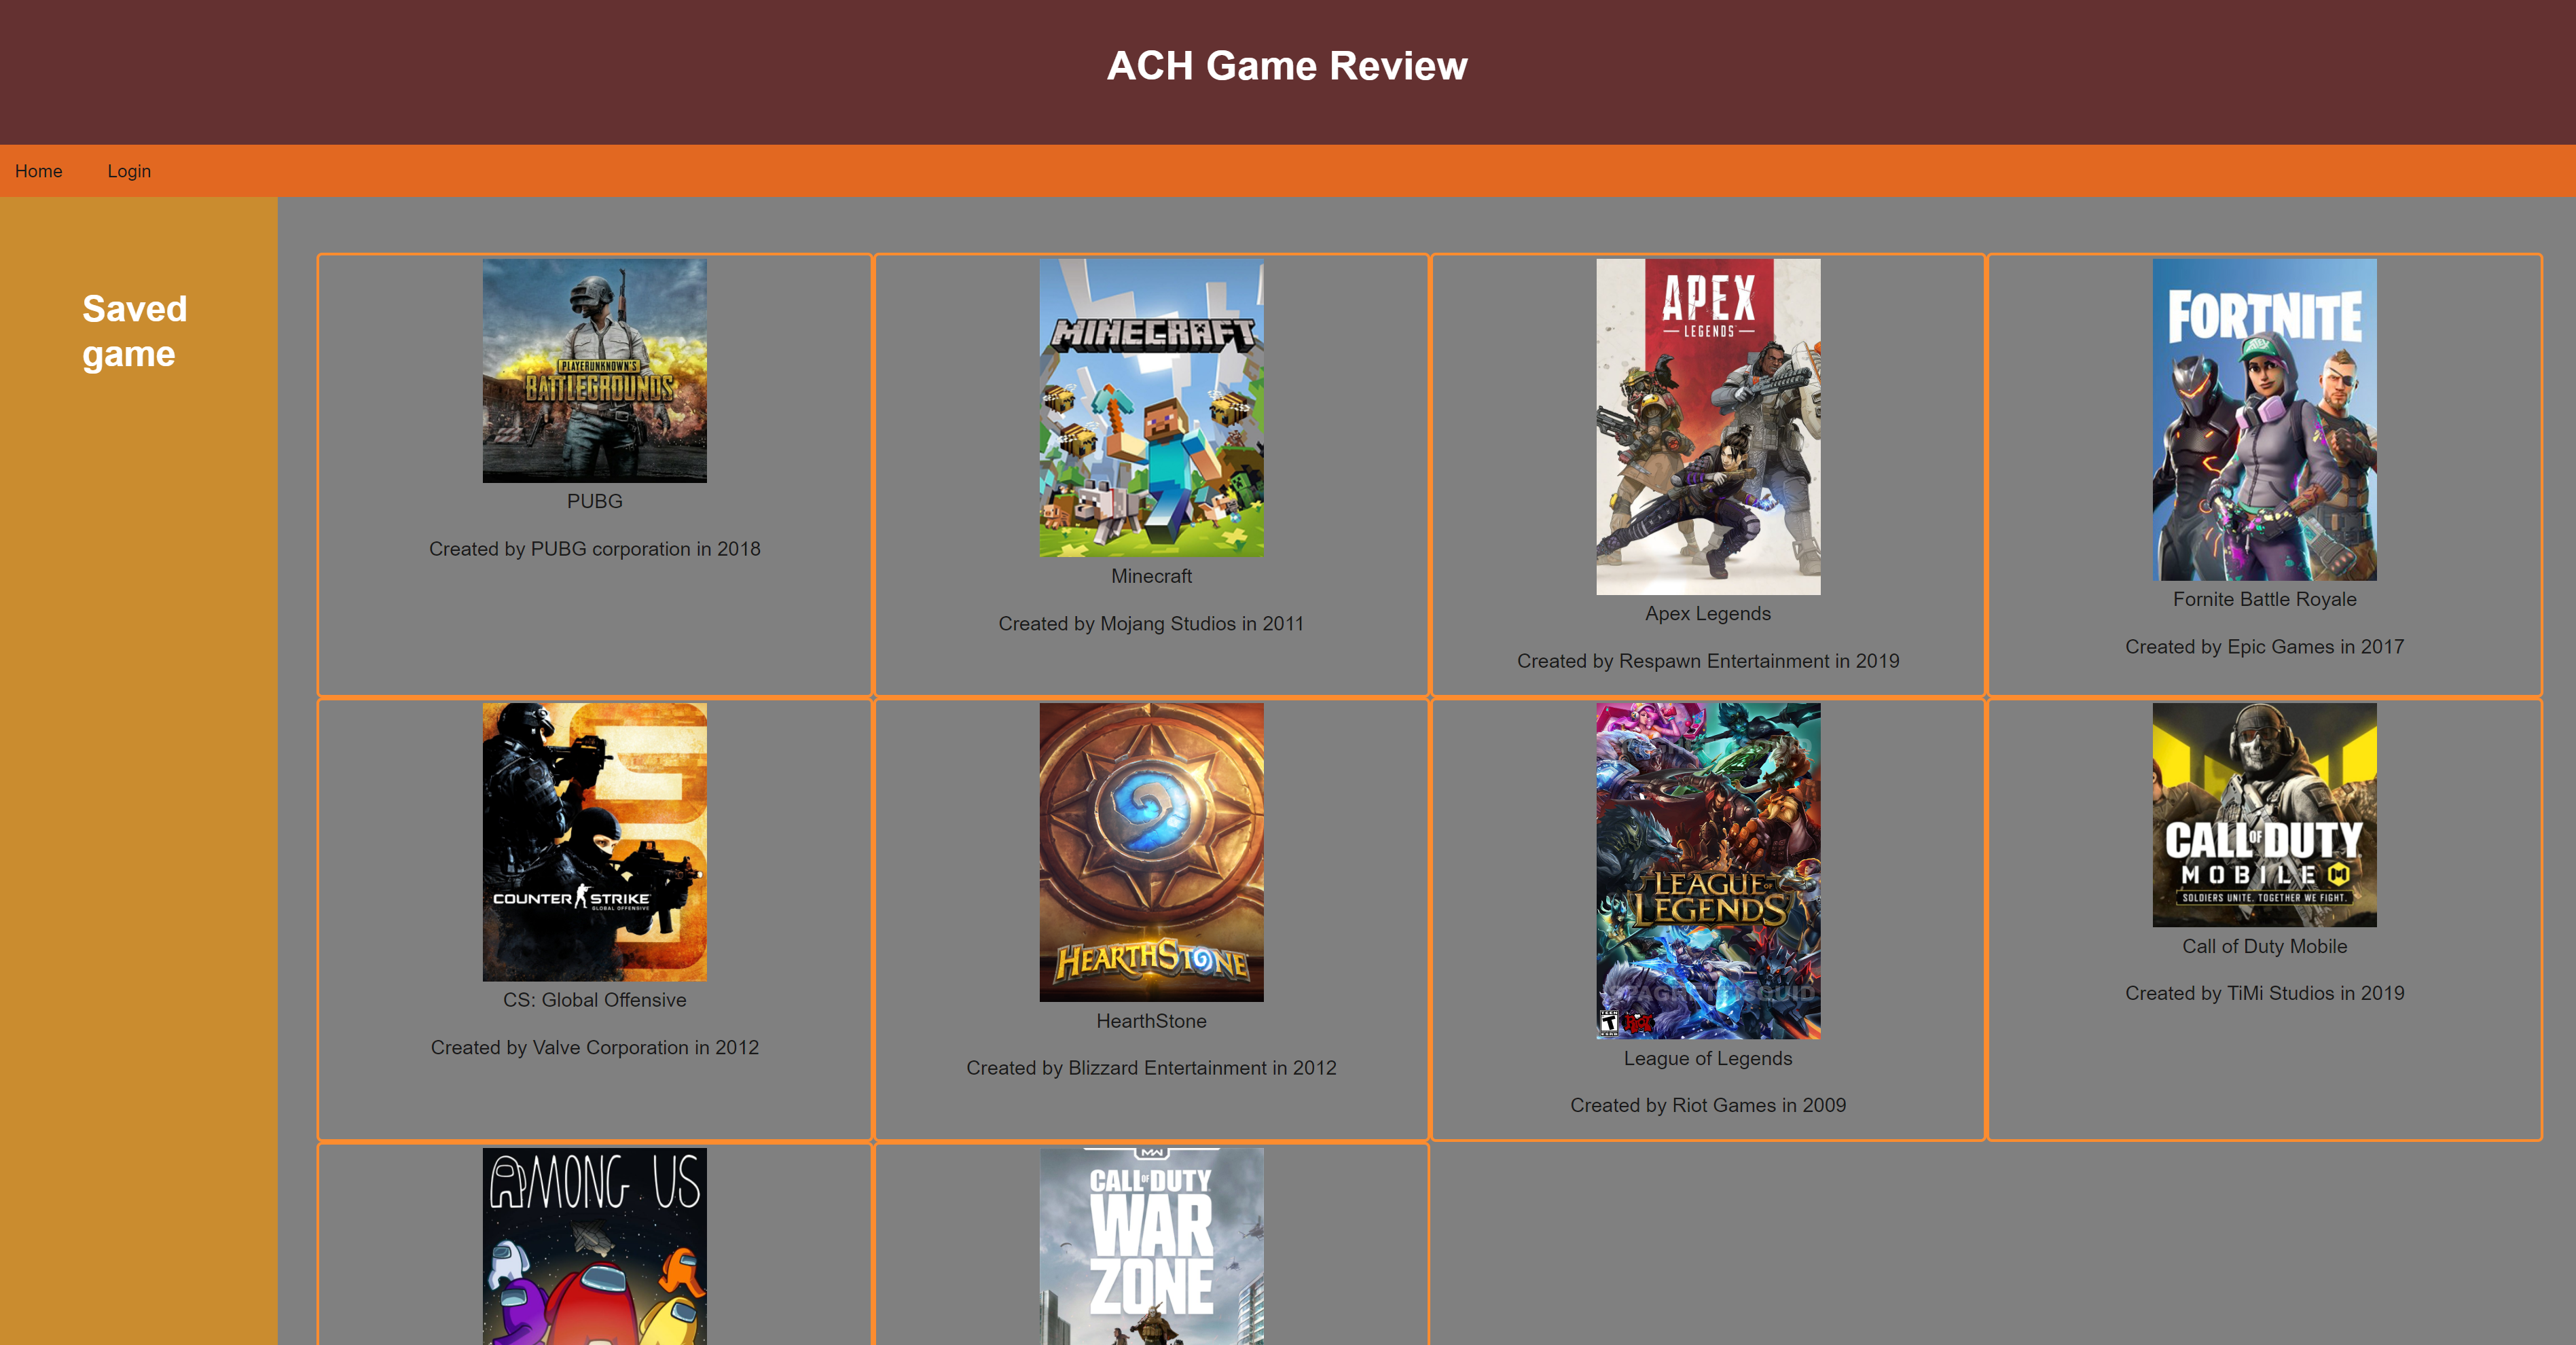 ACH Game Review
Home
Login
Saved
game
PLAYERUNKNOWN'S
BATTLEGROUNDS
PUBG
Created by PUBG corporation in 2018
MINECRAFT
Minecraft
Created by Mojang Studios in 2011
APEX
LEGENDS
Apex Legends
Created by Respawn Entertainment in 2019
FORTNITE
Fornite Battle Royale
Created by Epic Games in 2017
COUNTER STRIKE
GLOBAL OFFENSIVE
CS: Global Offensive
Created by Valve Corporation in 2012
HEARTHSTONE
HearthStone
Created by Blizzard Entertainment in 2012
LEAGUE OF
LEGENDS
SPAGHETTISQUID
TEEN
T
RIOT
League of Legends
Created by Riot Games in 2009
CALL OF DUTY
MOBILE
SOLDIERS UNITE. TOGETHER WE FIGHT.
Call of Duty Mobile
Created by TiMi Studios in 2019
AMONG US
MW
CALL OF DUTY
WAR
ZONE